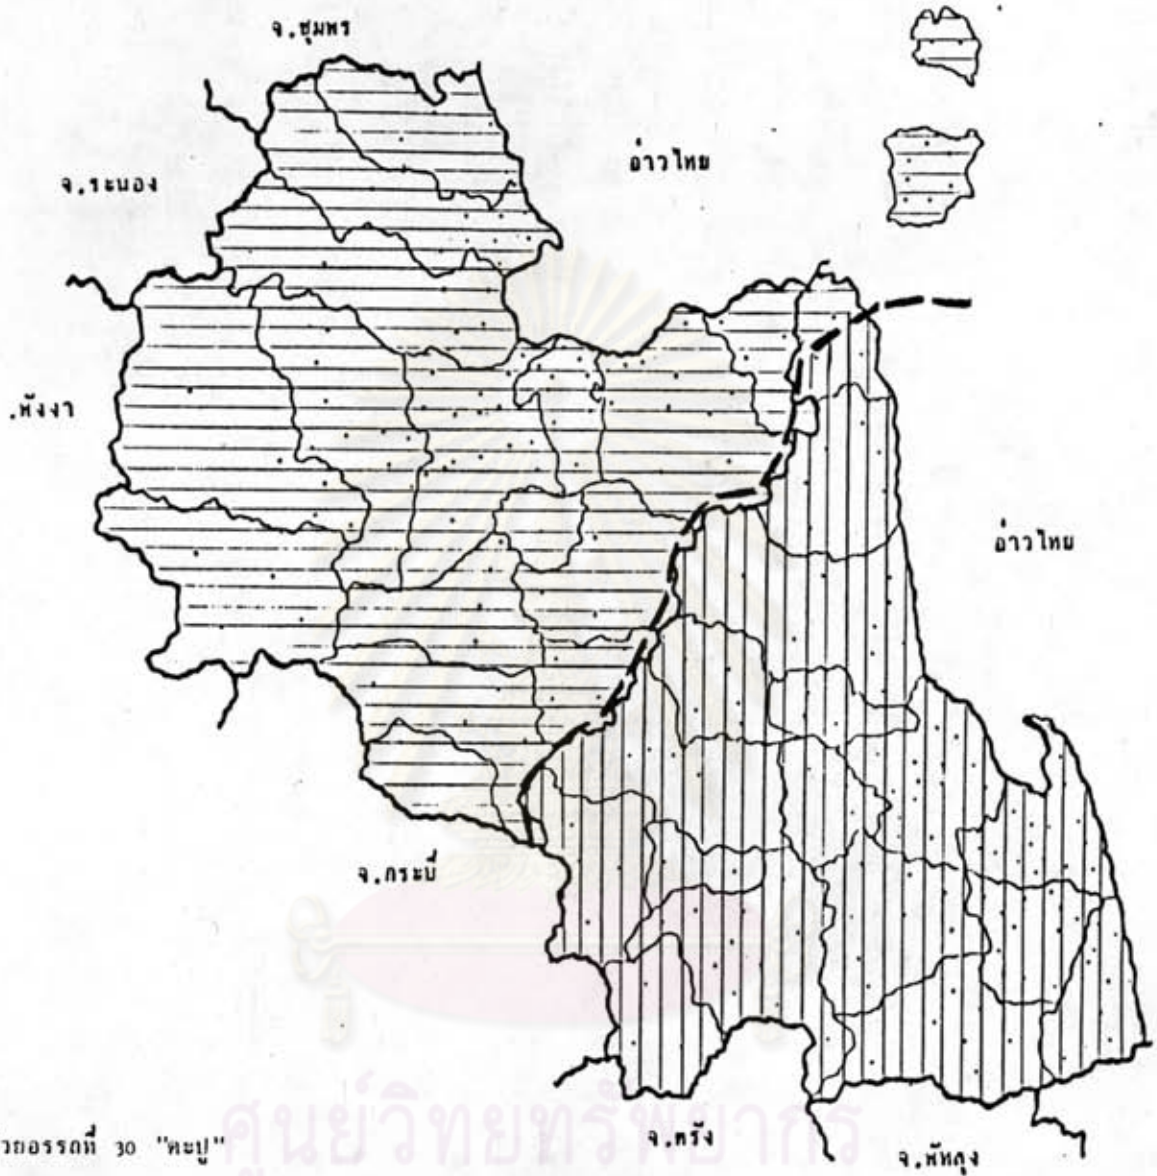 จ.ชุมพร
อ่าวไทย
จ.ระนอง
.พังงา
อ่าวไทย
จ.กระบี่
จ.ตรัง
จ.พัทลุง
วยอรรถที่ 30 "ตะปู"
ศูนย์วิทยทรัพยากร